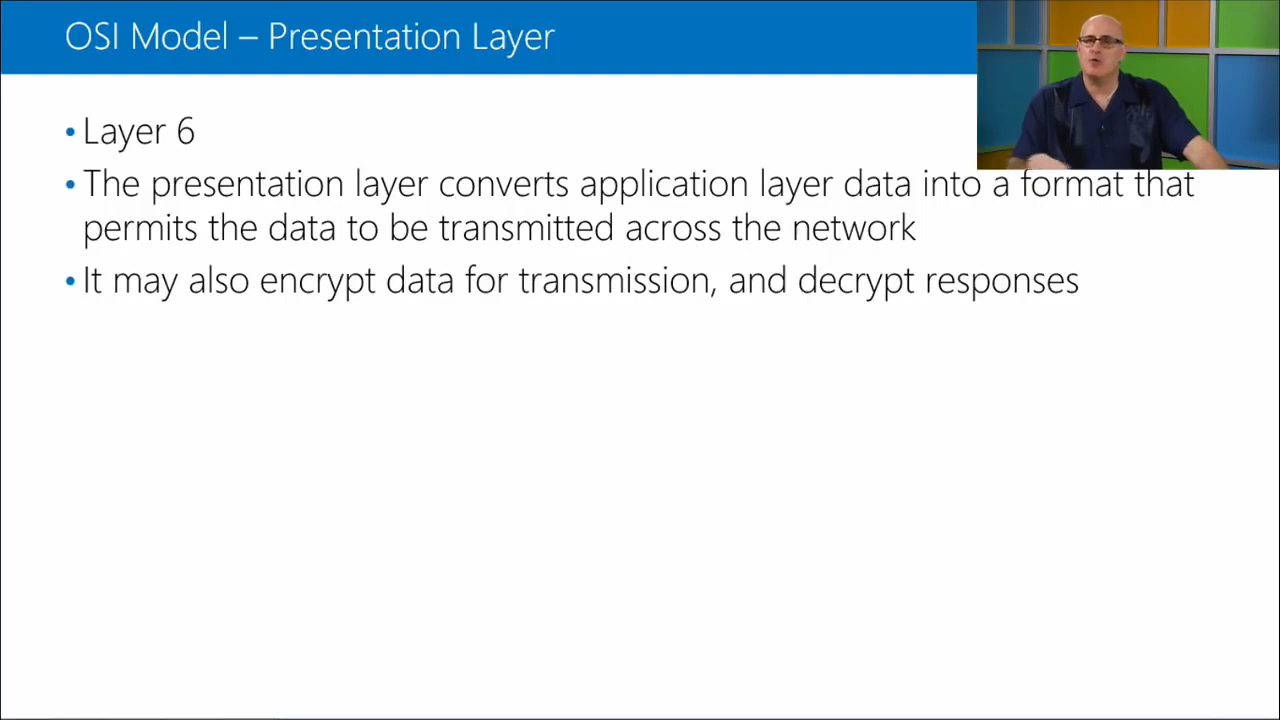 OSI Model – Presentation Layer
• Layer 6
• The presentation layer converts application layer data into a format that
permits the data to be transmitted across the network
• It may also encrypt data for transmission, and decrypt responses